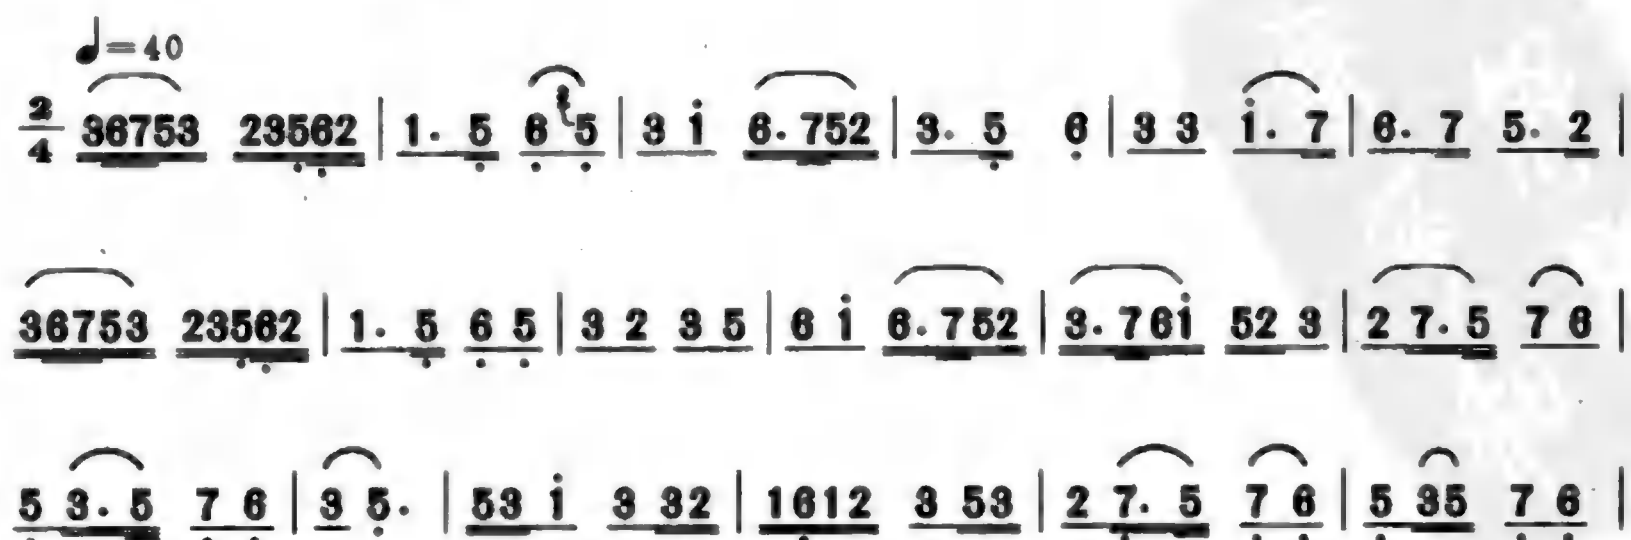 ♩=40
2/4 36753 23562 | 1. 5 6 5 | 3 i 6.752 | 3. 5 6 | 3 3 i. 7 | 6. 7 5. 2 |
36753 23562 | 1. 5 6 5 | 3 2 3 5 | 6 i 6.752 | 3.76i 52 3 | 2 7.5 7 6 |
5 3.5 7 6 | 3 5. | 53 i 3 32 | 1612 3 53 | 2 7. 5 7 6 | 5 35 7 6 |